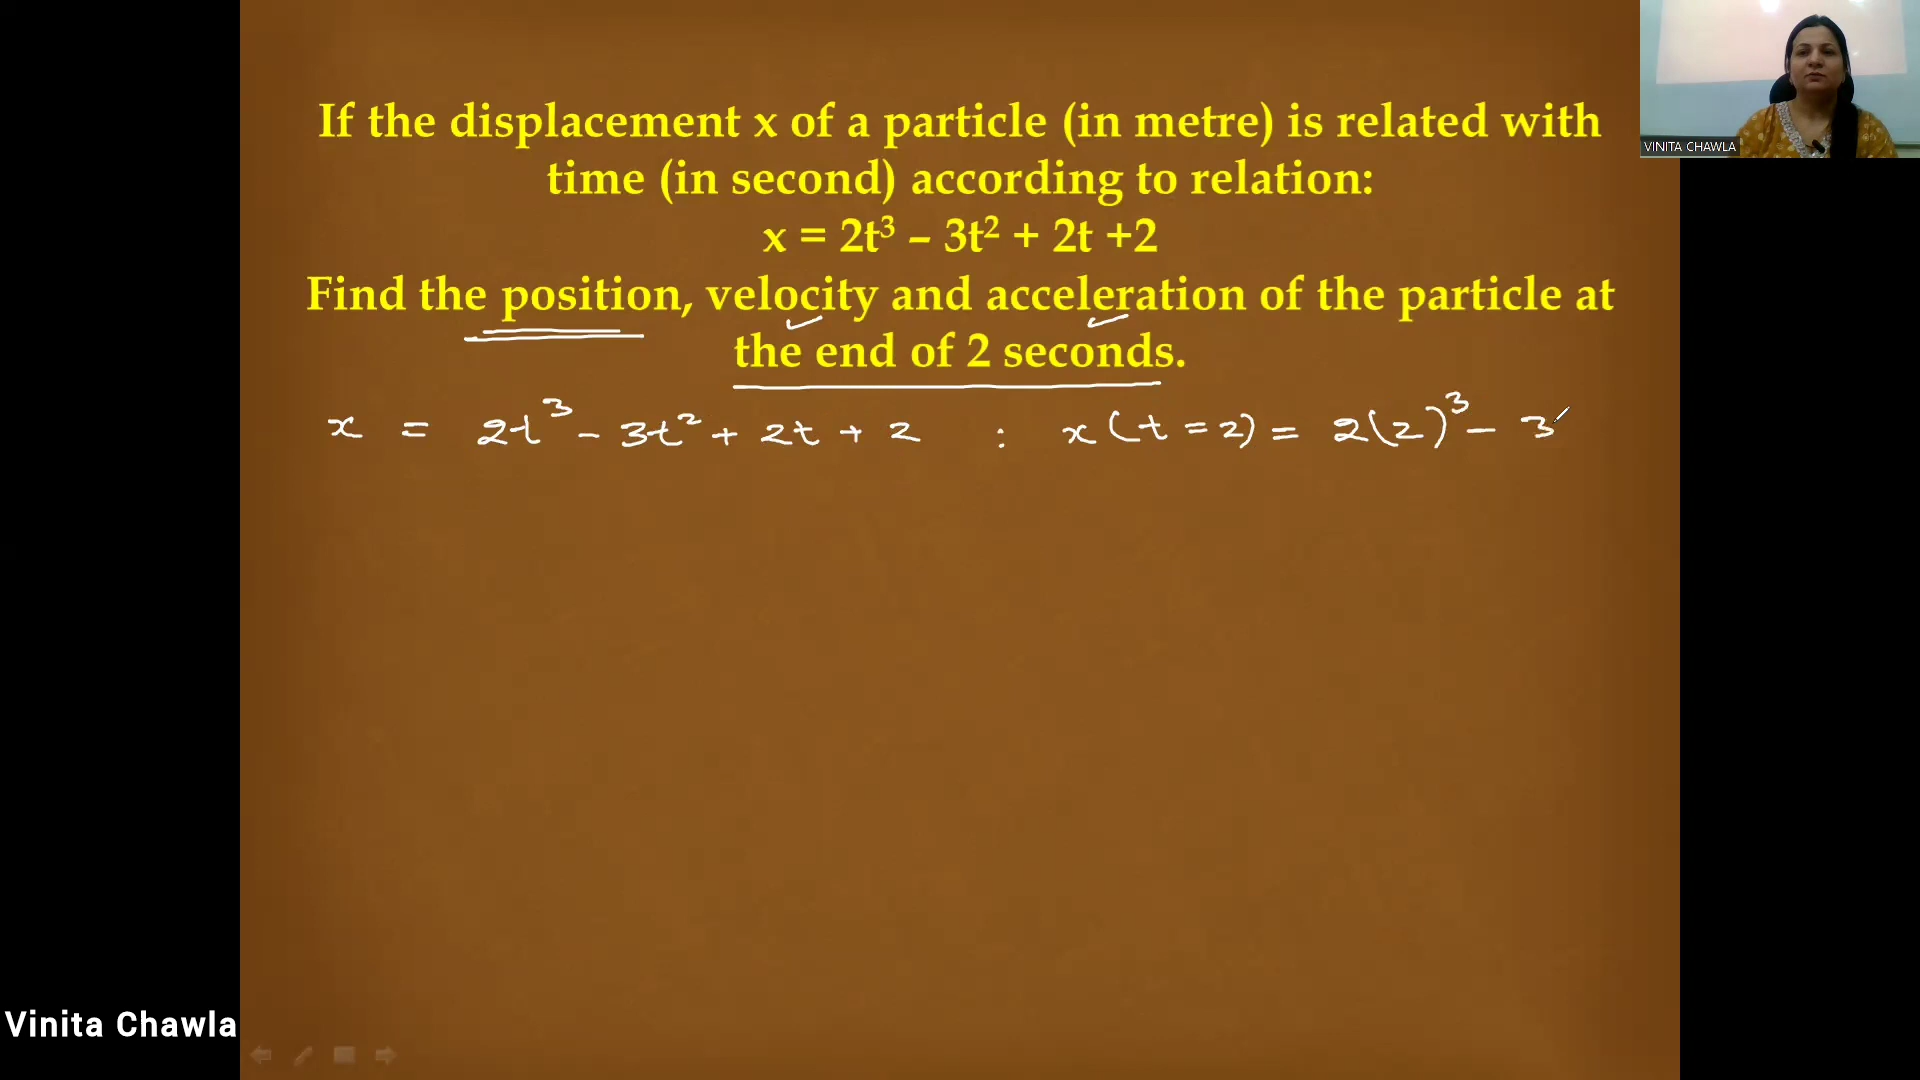 If the displacement x of a particle (in metre) is related with
time (in second) according to relation:
x = 2t³ – 3t² + 2t +2
Find the position, velocity and acceleration of the particle at
the end of 2 seconds.
x = 2t³ - 3t² + 2t + 2 : x(t = 2) = 2(2)³ - 3
VINITA CHAWLA
Vinita Chawla